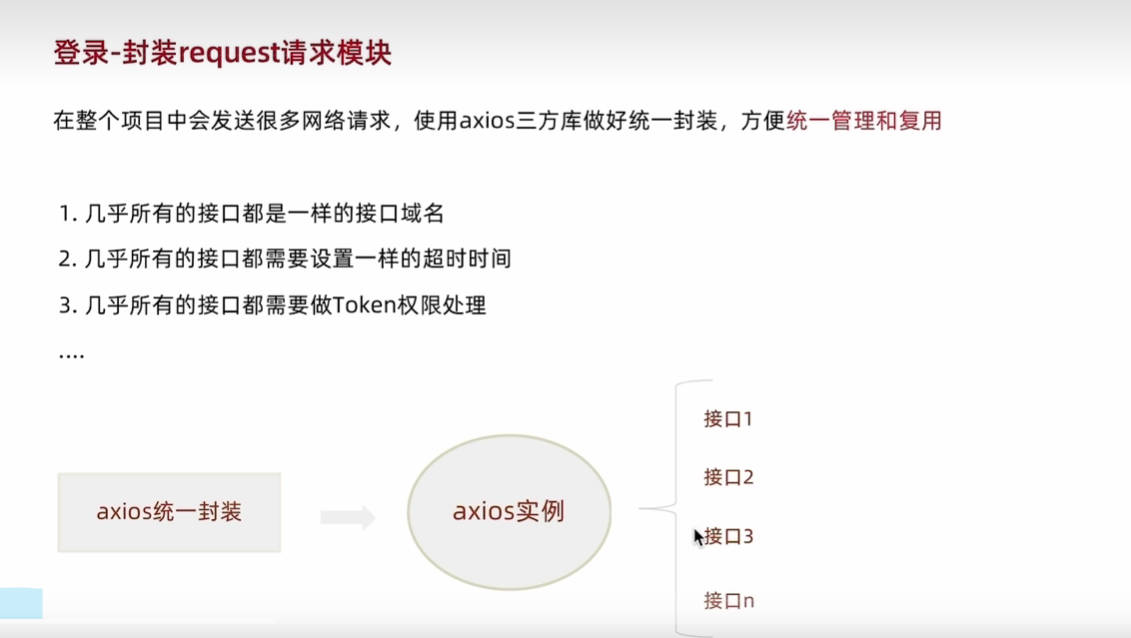 登录-封装request请求模块
在整个项目中会发送很多网络请求，使用axios三方库做好统一封装，方便统一管理和复用
1. 几乎所有的接口都是一样的接口域名
2. 几乎所有的接口都需要设置一样的超时时间
3. 几乎所有的接口都需要做Token权限处理
....
axios统一封装
axios实例
接口1
接口2
接口3
接口n